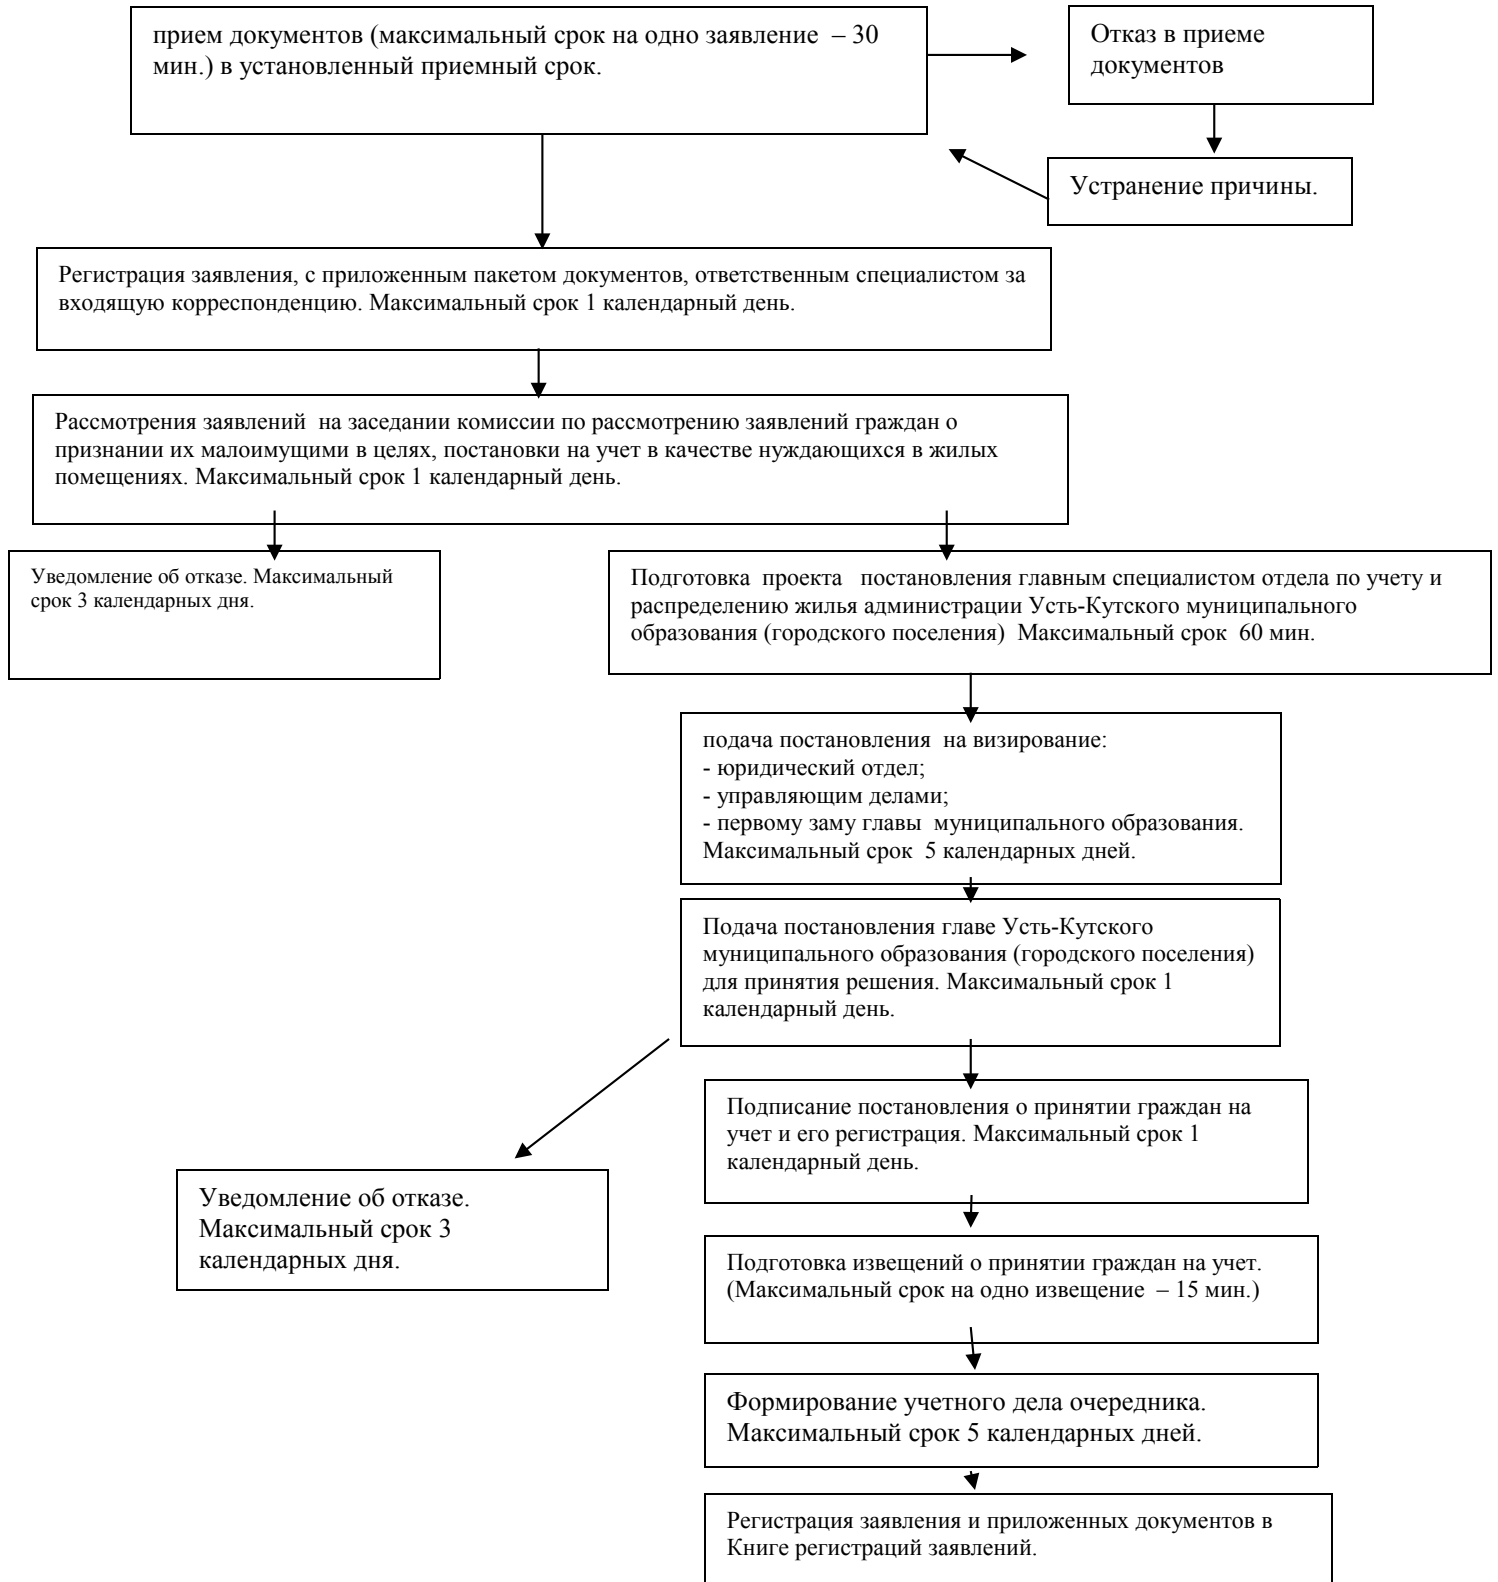 прием документов (максимальный срок на одно заявление – 30
мин.) в установленный приемный срок.
Отказ в приеме
документов
Устранение причины.
Регистрация заявления, с приложенным пакетом документов, ответственным специалистом за
входящую корреспонденцию. Максимальный срок 1 календарный день.
Рассмотрения заявлений на заседании комиссии по рассмотрению заявлений граждан о
признании их малоимущими в целях, постановки на учет в качестве нуждающихся в жилых
помещениях. Максимальный срок 1 календарный день.
Уведомление об отказе. Максимальный
срок 3 календарных дня.
Подготовка проекта постановления главным специалистом отдела по учету и
распределению жилья администрации Усть-Кутского муниципального
образования (городского поселения) Максимальный срок 60 мин.
подача постановления на визирование:
- юридический отдел;
- управляющим делами;
- первому заму главы муниципального образования.
Максимальный срок 5 календарных дней.
Подача постановления главе Усть-Кутского
муниципального образования (городского поселения)
для принятия решения. Максимальный срок 1
календарный день.
Подписание постановления о принятии граждан на
учет и его регистрация. Максимальный срок 1
календарный день.
Уведомление об отказе.
Максимальный срок 3
календарных дня.
Подготовка извещений о принятии граждан на учет.
(Максимальный срок на одно извещение – 15 мин.)
Формирование учетного дела очередника.
Максимальный срок 5 календарных дней.
Регистрация заявления и приложенных документов в
Книге регистраций заявлений.